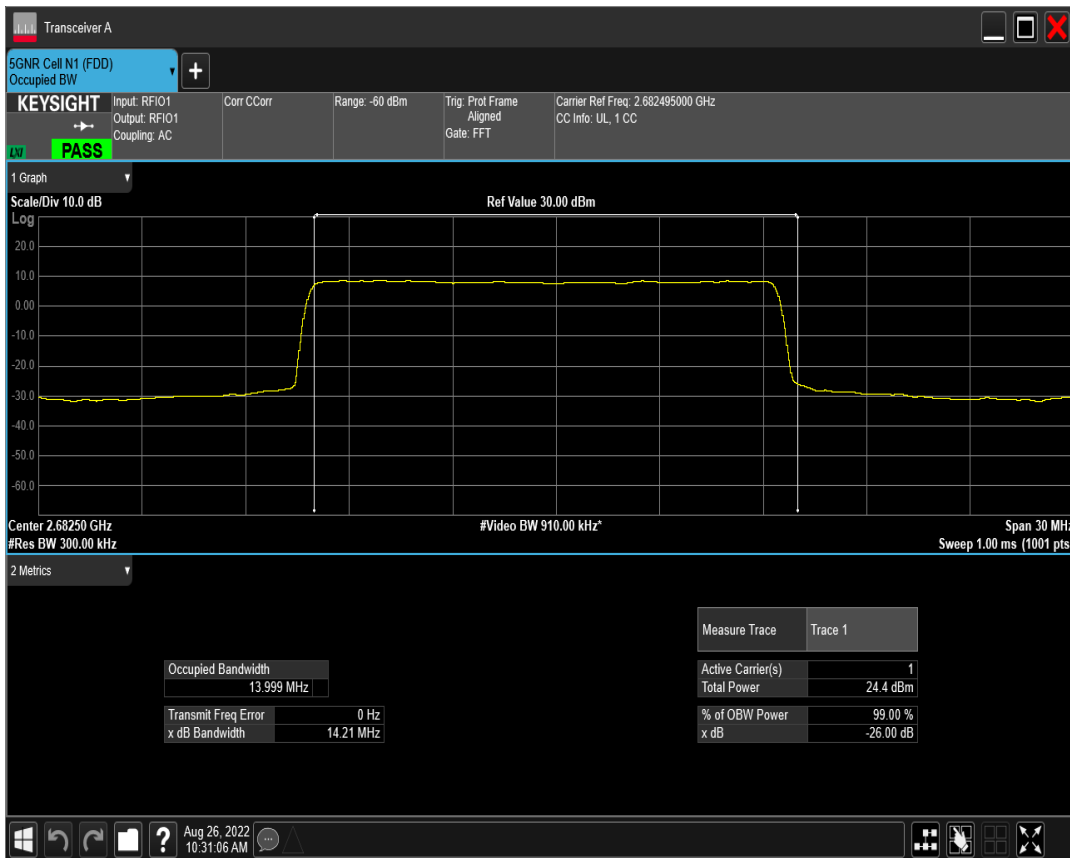 Transceiver A
5GNR Cell N1 (FDD)
Occupied BW
+
KEYSIGHT
LXI
PASS
Input: RFIO1
Output: RFIO1
Coupling: AC
Corr CCorr
Range: -60 dBm
Trig: Prot Frame
Aligned
Gate: FFT
Carrier Ref Freq: 2.682495000 GHz
CC Info: UL, 1 CC
1 Graph
Scale/Div 10.0 dB
Ref Value 30.00 dBm
Log
20.0
10.0
0.00
-10.0
-20.0
-30.0
-40.0
-50.0
-60.0
Center 2.68250 GHz
#Video BW 910.00 kHz*
Span 30 MHz
#Res BW 300.00 kHz
Sweep 1.00 ms (1001 pts
2 Metrics
Measure Trace Trace 1
Occupied Bandwidth
13.999 MHz
Active Carrier(s) 1
Total Power 24.4 dBm
Transmit Freq Error 0 Hz
x dB Bandwidth 14.21 MHz
% of OBW Power 99.00 %
x dB -26.00 dB
?
Aug 26, 2022
10:31:06 AM